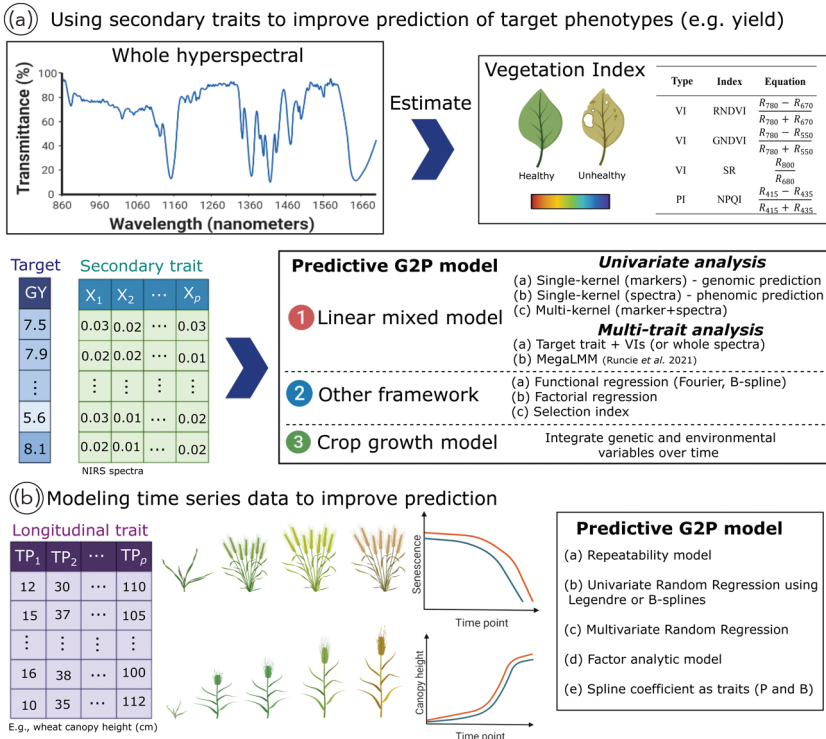 (a) Using secondary traits to improve prediction of target phenotypes (e.g. yield)
Whole hyperspectral
Transmittance (%)
100
80
60
40
20
0
860 960 1060 1160 1260 1360 1460 1560 1660
Wavelength (nanometers)
Estimate
Vegetation Index
Healthy Unhealthy
Type Index Equation
VI RNDVI R780 − R670 / R780 + R670
VI GNDVI R780 − R550 / R780 + R550
VI SR R800 / R680
PI NPQI R415 − R435 / R415 + R435
Target
GY
7.5
7.9
⋮
5.6
8.1
Secondary trait
X1 X2 ⋯ Xp
0.03 0.02 ⋯ 0.03
0.02 0.02 ⋯ 0.01
⋮ ⋮ ⋮ ⋮
0.03 0.01 ⋯ 0.02
0.02 0.01 ⋯ 0.02
NIRS spectra
Predictive G2P model
1 Linear mixed model
Univariate analysis
(a) Single-kernel (markers) - genomic prediction
(b) Single-kernel (spectra) - phenomic prediction
(c) Multi-kernel (marker+spectra)
Multi-trait analysis
(a) Target trait + VIs (or whole spectra)
(b) MegaLMM (Runcie et al. 2021)
2 Other framework
(a) Functional regression (Fourier, B-spline)
(b) Factorial regression
(c) Selection index
3 Crop growth model
Integrate genetic and environmental
variables over time
(b) Modeling time series data to improve prediction
Longitudinal trait
TP1 TP2 ⋯ TPp
12 30 ⋯ 110
15 37 ⋯ 105
⋮ ⋮ ⋮ ⋮
16 38 ⋯ 100
10 35 ⋯ 112
E.g., wheat canopy height (cm)
Senescence
Time point
Canopy height
Time point
Predictive G2P model
(a) Repeatability model
(b) Univariate Random Regression using
Legendre or B-splines
(c) Multivariate Random Regression
(d) Factor analytic model
(e) Spline coefficient as traits (P and B)